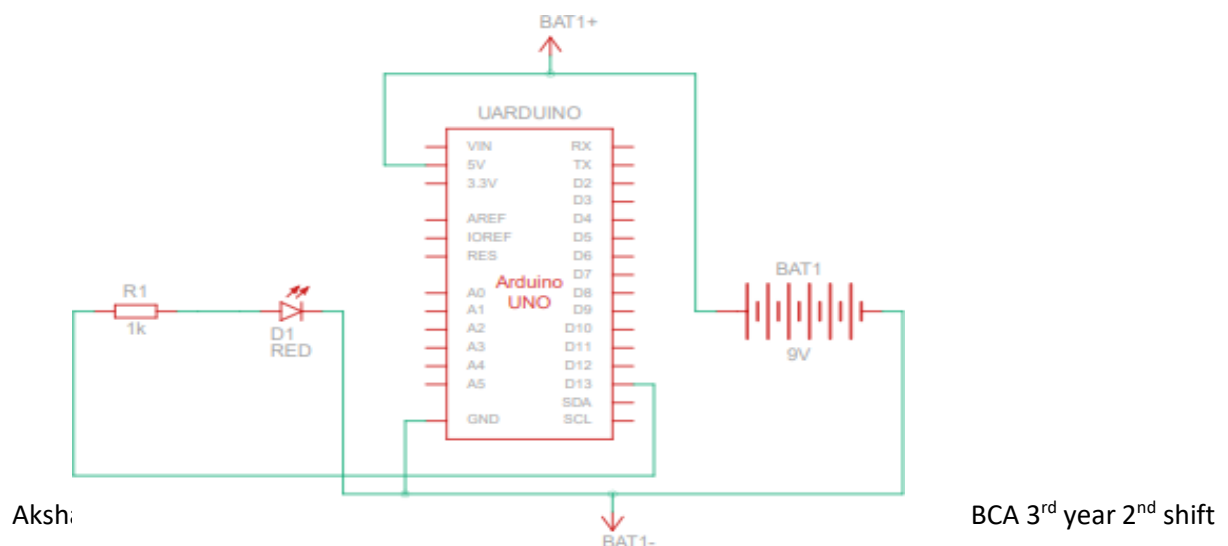 BAT1+
UARDUINO
VIN RX
5V TX
3.3V D2
D3
AREF D4
IOREF D5
RES D6
D7
Arduino
UNO
A0 D8
A1 D9
A2 D10
A3 D11
A4 D12
A5 D13
SDA
GND SCL
R1
1k
D1
RED
BAT1
9V
BCA 3rd year 2nd shift
BAT1-